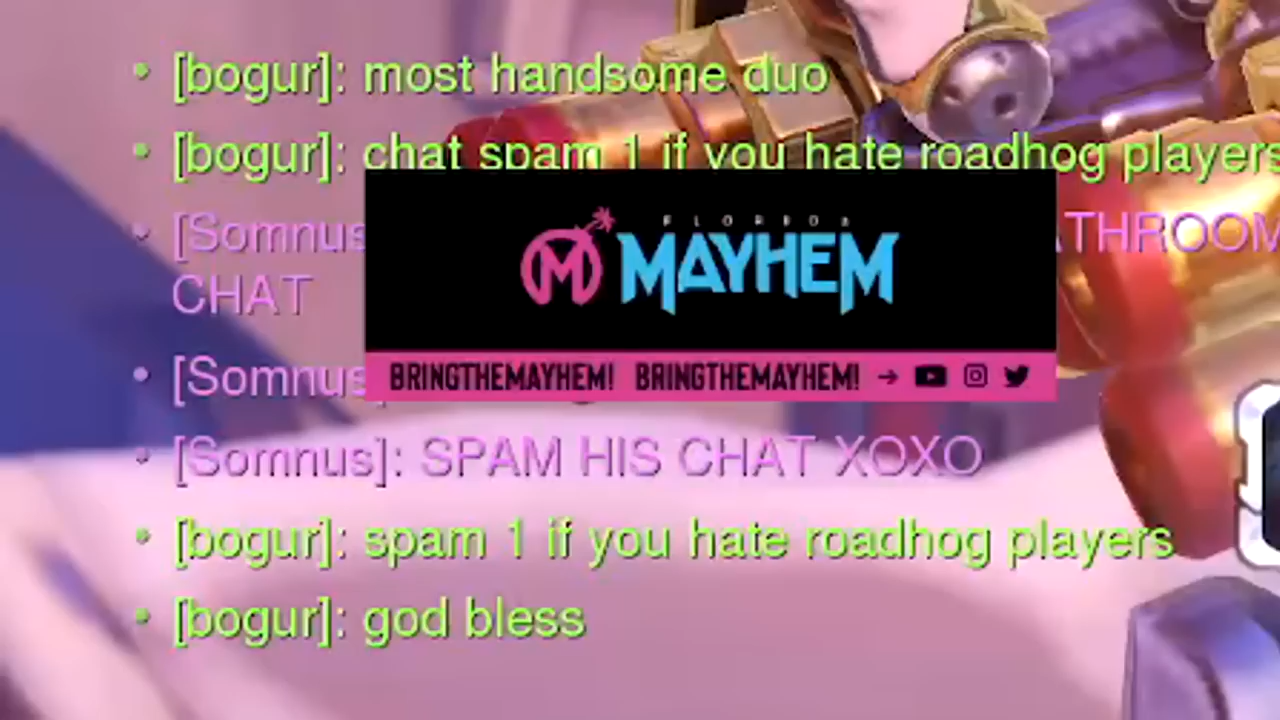 [bogur]: most handsome duo
[bogur]: chat spam 1 if you hate roadhog players
[Somnus
THROOM
CHAT
FLORIDA
MAYHEM
[Somnus]
BRINGTHEMAYHEM! BRINGTHEMAYHEM! →
[Somnus]: SPAM HIS CHAT XOXO
[bogur]: spam 1 if you hate roadhog players
[bogur]: god bless